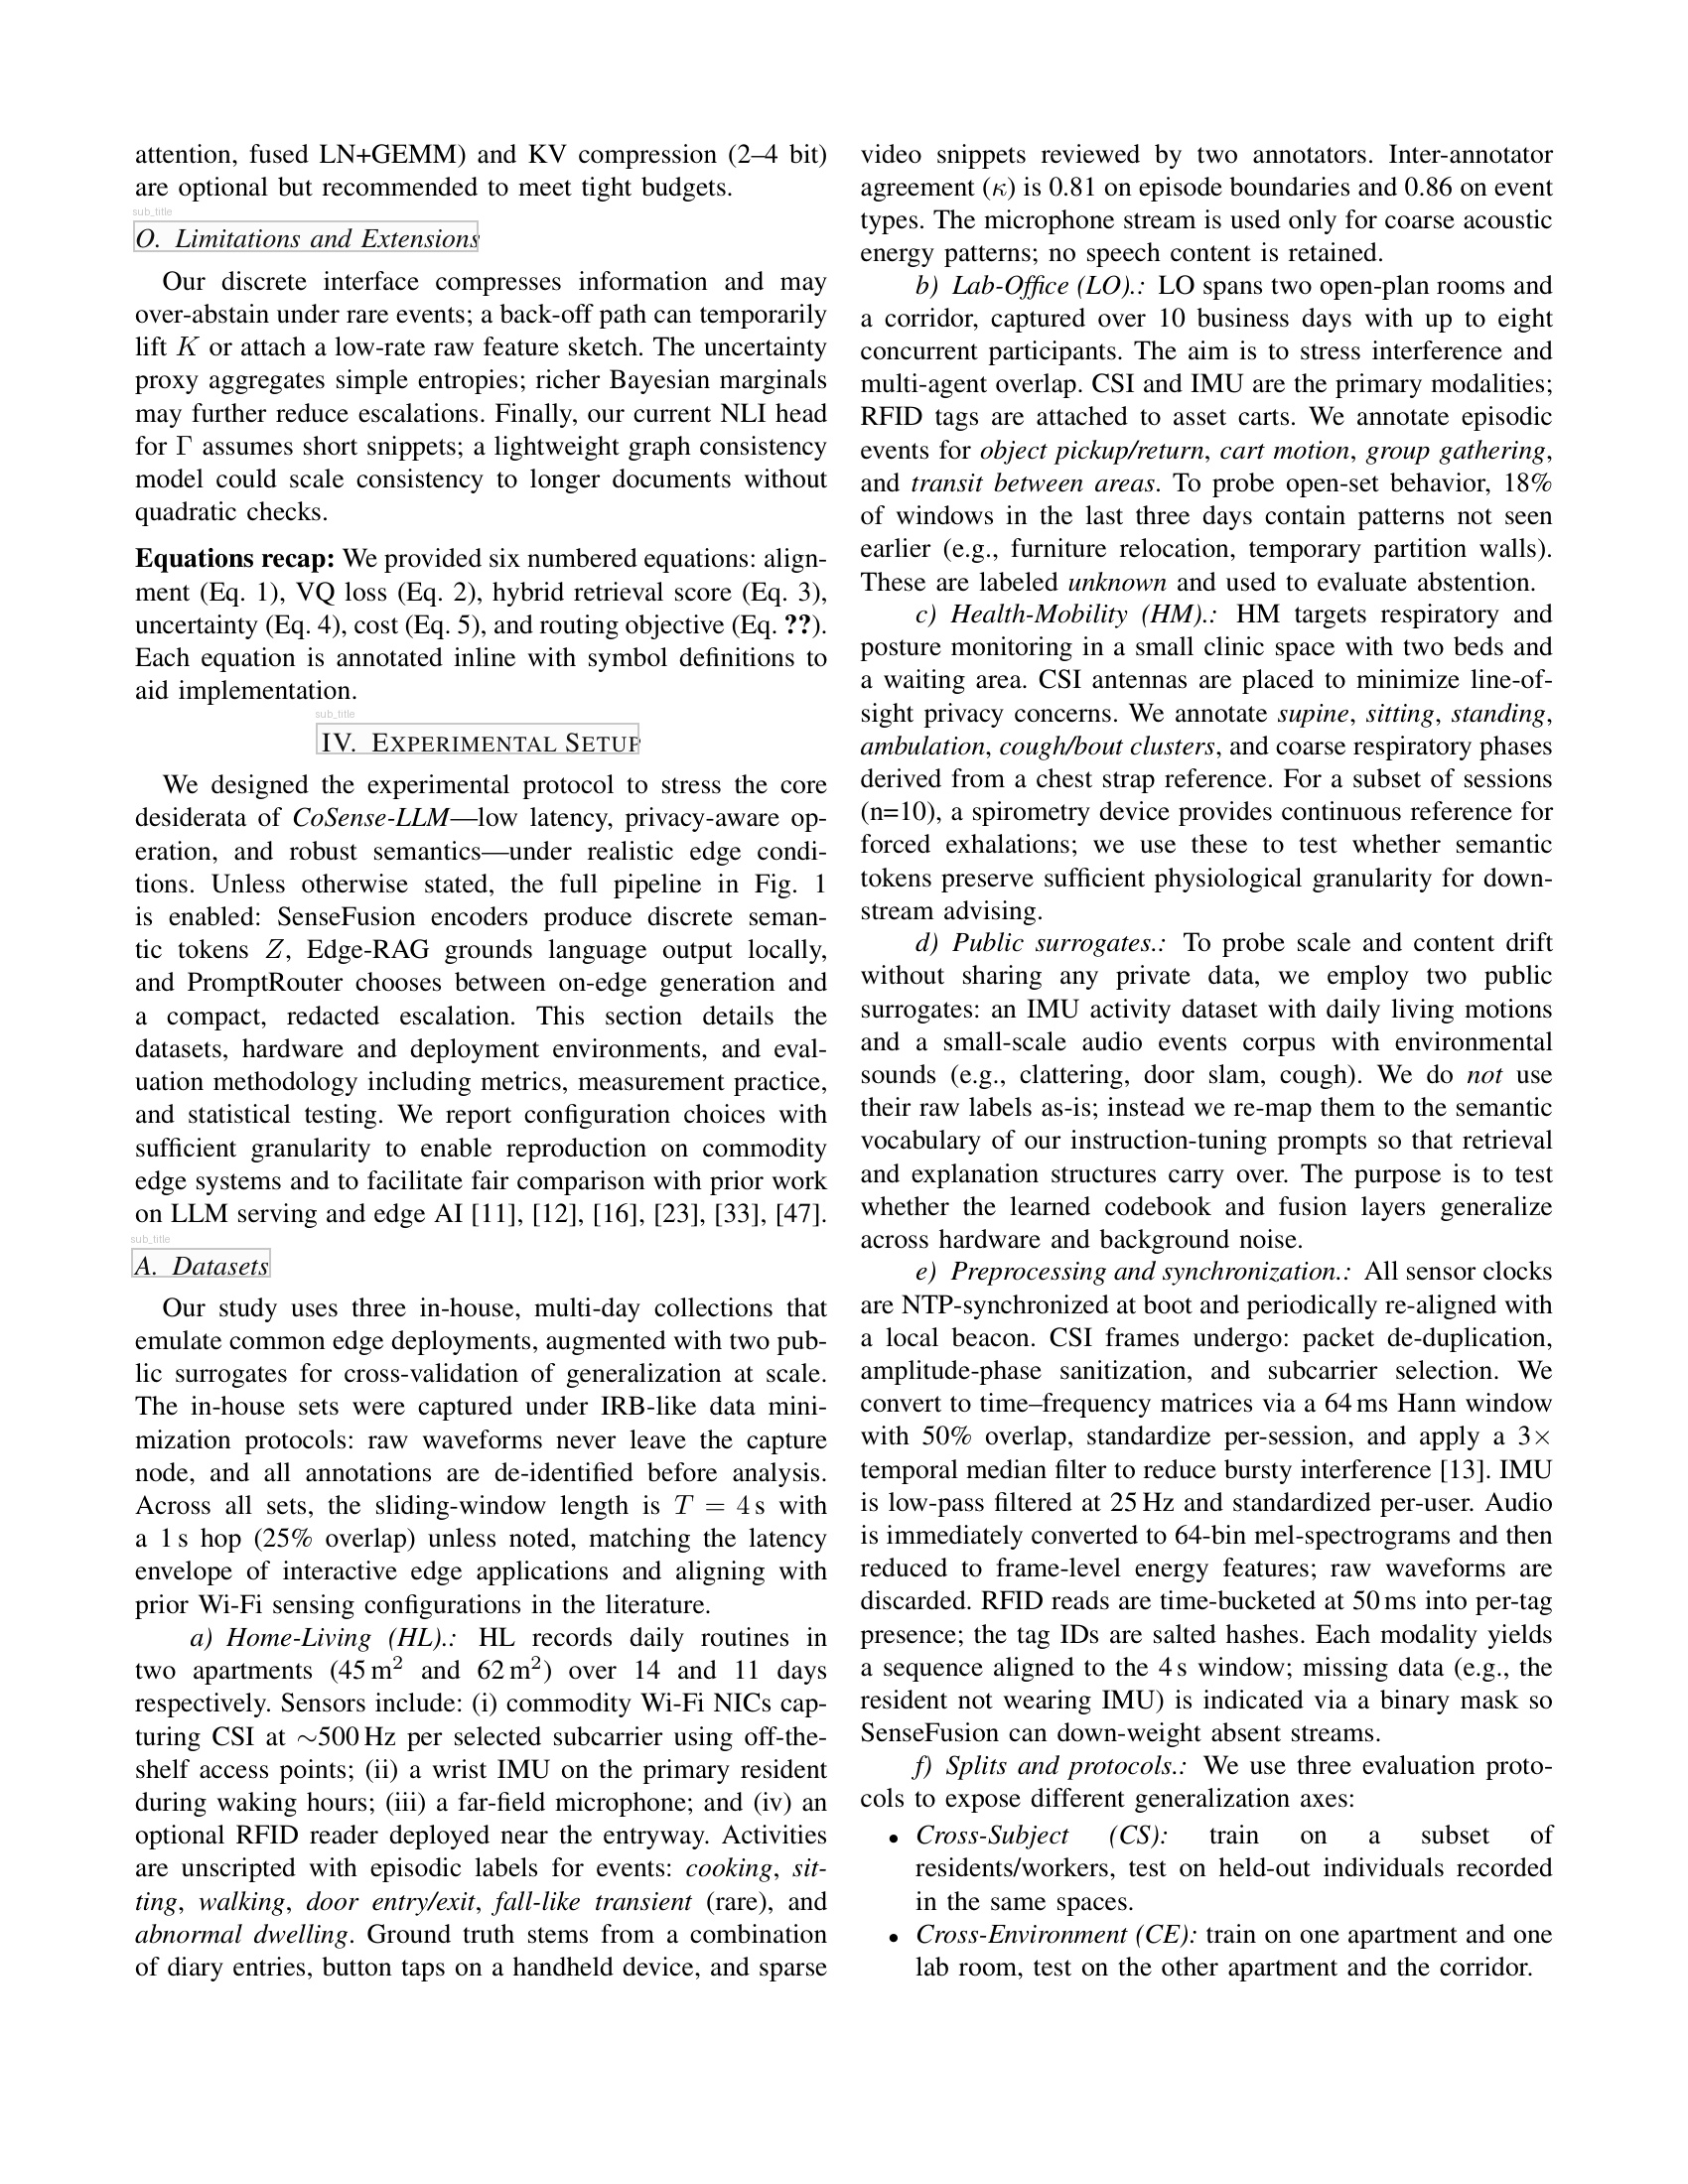 attention, fused LN+GEMM) and KV compression (2–4 bit)
are optional but recommended to meet tight budgets.
sub_title
O. Limitations and Extensions
Our discrete interface compresses information and may
over-abstain under rare events; a back-off path can temporarily
lift K or attach a low-rate raw feature sketch. The uncertainty
proxy aggregates simple entropies; richer Bayesian marginals
may further reduce escalations. Finally, our current NLI head
for Γ assumes short snippets; a lightweight graph consistency
model could scale consistency to longer documents without
quadratic checks.
Equations recap: We provided six numbered equations: align-
ment (Eq. 1), VQ loss (Eq. 2), hybrid retrieval score (Eq. 3),
uncertainty (Eq. 4), cost (Eq. 5), and routing objective (Eq. ??).
Each equation is annotated inline with symbol definitions to
aid implementation.
sub_title
IV. EXPERIMENTAL SETUP
We designed the experimental protocol to stress the core
desiderata of CoSense-LLM—low latency, privacy-aware op-
eration, and robust semantics—under realistic edge condi-
tions. Unless otherwise stated, the full pipeline in Fig. 1
is enabled: SenseFusion encoders produce discrete seman-
tic tokens Z, Edge-RAG grounds language output locally,
and PromptRouter chooses between on-edge generation and
a compact, redacted escalation. This section details the
datasets, hardware and deployment environments, and eval-
uation methodology including metrics, measurement practice,
and statistical testing. We report configuration choices with
sufficient granularity to enable reproduction on commodity
edge systems and to facilitate fair comparison with prior work
on LLM serving and edge AI [11], [12], [16], [23], [33], [47].
sub_title
A. Datasets
Our study uses three in-house, multi-day collections that
emulate common edge deployments, augmented with two pub-
lic surrogates for cross-validation of generalization at scale.
The in-house sets were captured under IRB-like data mini-
mization protocols: raw waveforms never leave the capture
node, and all annotations are de-identified before analysis.
Across all sets, the sliding-window length is T = 4 s with
a 1 s hop (25% overlap) unless noted, matching the latency
envelope of interactive edge applications and aligning with
prior Wi-Fi sensing configurations in the literature.
a) Home-Living (HL).: HL records daily routines in
two apartments (45 m² and 62 m²) over 14 and 11 days
respectively. Sensors include: (i) commodity Wi-Fi NICs cap-
turing CSI at ∼500 Hz per selected subcarrier using off-the-
shelf access points; (ii) a wrist IMU on the primary resident
during waking hours; (iii) a far-field microphone; and (iv) an
optional RFID reader deployed near the entryway. Activities
are unscripted with episodic labels for events: cooking, sit-
ting, walking, door entry/exit, fall-like transient (rare), and
abnormal dwelling. Ground truth stems from a combination
of diary entries, button taps on a handheld device, and sparse
video snippets reviewed by two annotators. Inter-annotator
agreement (κ) is 0.81 on episode boundaries and 0.86 on event
types. The microphone stream is used only for coarse acoustic
energy patterns; no speech content is retained.
b) Lab-Office (LO).: LO spans two open-plan rooms and
a corridor, captured over 10 business days with up to eight
concurrent participants. The aim is to stress interference and
multi-agent overlap. CSI and IMU are the primary modalities;
RFID tags are attached to asset carts. We annotate episodic
events for object pickup/return, cart motion, group gathering,
and transit between areas. To probe open-set behavior, 18%
of windows in the last three days contain patterns not seen
earlier (e.g., furniture relocation, temporary partition walls).
These are labeled unknown and used to evaluate abstention.
c) Health-Mobility (HM).: HM targets respiratory and
posture monitoring in a small clinic space with two beds and
a waiting area. CSI antennas are placed to minimize line-of-
sight privacy concerns. We annotate supine, sitting, standing,
ambulation, cough/bout clusters, and coarse respiratory phases
derived from a chest strap reference. For a subset of sessions
(n=10), a spirometry device provides continuous reference for
forced exhalations; we use these to test whether semantic
tokens preserve sufficient physiological granularity for down-
stream advising.
d) Public surrogates.: To probe scale and content drift
without sharing any private data, we employ two public
surrogates: an IMU activity dataset with daily living motions
and a small-scale audio events corpus with environmental
sounds (e.g., clattering, door slam, cough). We do not use
their raw labels as-is; instead we re-map them to the semantic
vocabulary of our instruction-tuning prompts so that retrieval
and explanation structures carry over. The purpose is to test
whether the learned codebook and fusion layers generalize
across hardware and background noise.
e) Preprocessing and synchronization.: All sensor clocks
are NTP-synchronized at boot and periodically re-aligned with
a local beacon. CSI frames undergo: packet de-duplication,
amplitude-phase sanitization, and subcarrier selection. We
convert to time–frequency matrices via a 64 ms Hann window
with 50% overlap, standardize per-session, and apply a 3×
temporal median filter to reduce bursty interference [13]. IMU
is low-pass filtered at 25 Hz and standardized per-user. Audio
is immediately converted to 64-bin mel-spectrograms and then
reduced to frame-level energy features; raw waveforms are
discarded. RFID reads are time-bucketed at 50 ms into per-tag
presence; the tag IDs are salted hashes. Each modality yields
a sequence aligned to the 4 s window; missing data (e.g., the
resident not wearing IMU) is indicated via a binary mask so
SenseFusion can down-weight absent streams.
f) Splits and protocols.: We use three evaluation proto-
cols to expose different generalization axes:
• Cross-Subject (CS): train on a subset of
residents/workers, test on held-out individuals recorded
in the same spaces.
• Cross-Environment (CE): train on one apartment and one
lab room, test on the other apartment and the corridor.